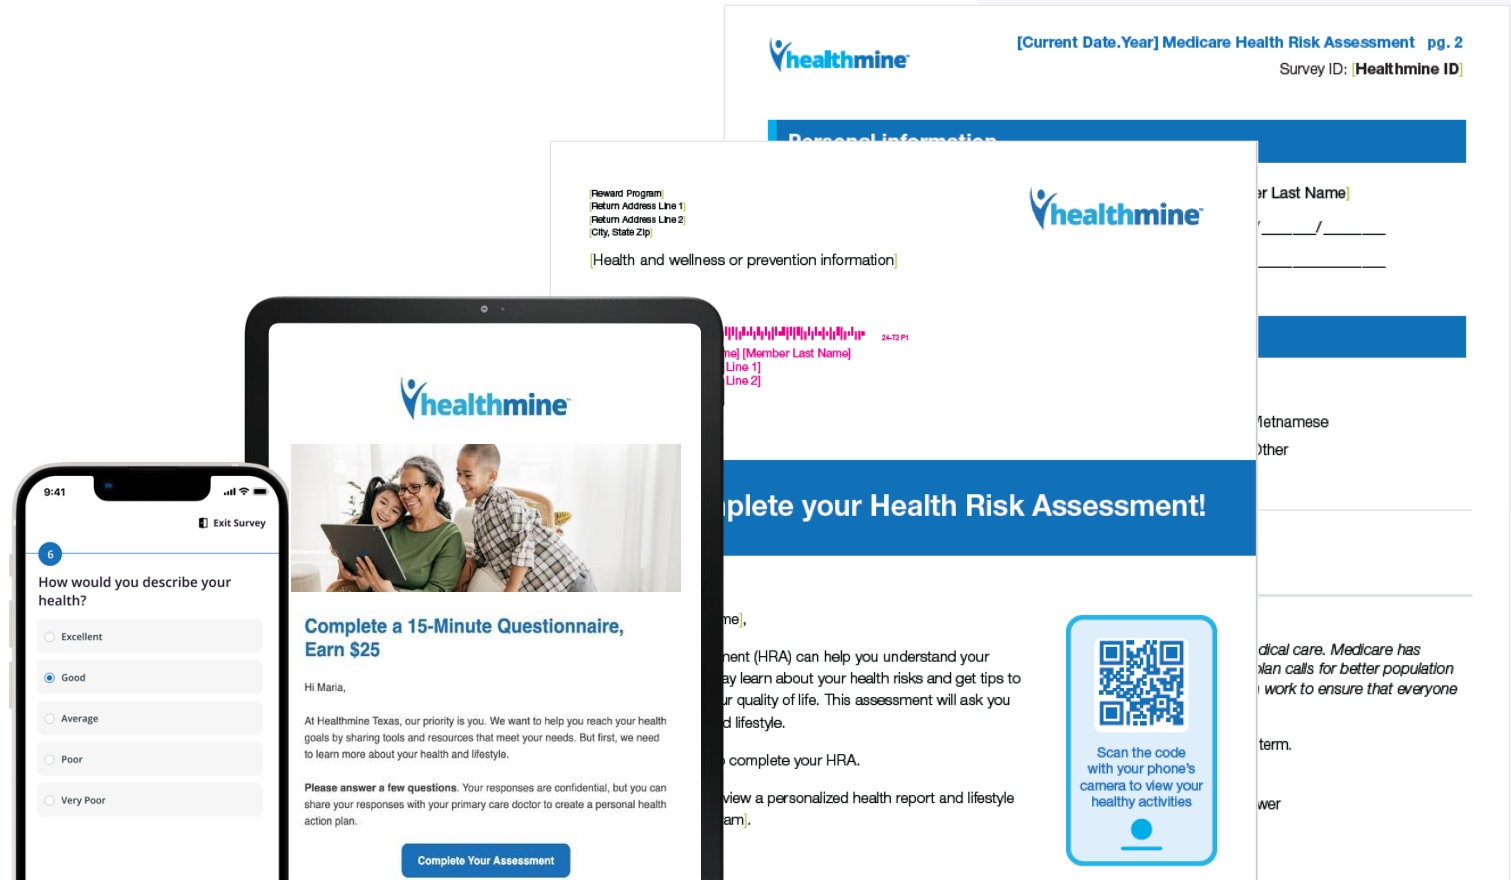 healthmine
[Current Date.Year] Medicare Health Risk Assessment pg. 2
Survey ID: [Healthmine ID]
Personal information
er Last Name]
/______/_______
Vietnamese
Other
dical care. Medicare has
plan calls for better population
work to ensure that everyone
term.
wer
[Reward Program]
[Return Address Line 1]
[Return Address Line 2]
[City, State Zip]
healthmine
[Health and wellness or prevention information]
24-T2 P1
me] [Member Last Name]
Line 1]
Line 2]
mplete your Health Risk Assessment!
me],
ment (HRA) can help you understand your
ay learn about your health risks and get tips to
ur quality of life. This assessment will ask you
d lifestyle.
o complete your HRA.
view a personalized health report and lifestyle
am].
Scan the code
with your phone's
camera to view your
healthy activities
healthmine
Complete a 15-Minute Questionnaire,
Earn $25
Hi Maria,
At Healthmine Texas, our priority is you. We want to help you reach your health
goals by sharing tools and resources that meet your needs. But first, we need
to learn more about your health and lifestyle.
Please answer a few questions. Your responses are confidential, but you can
share your responses with your primary care doctor to create a personal health
action plan.
Complete Your Assessment
9:41
Exit Survey
6
How would you describe your
health?
Excellent
Good
Average
Poor
Very Poor